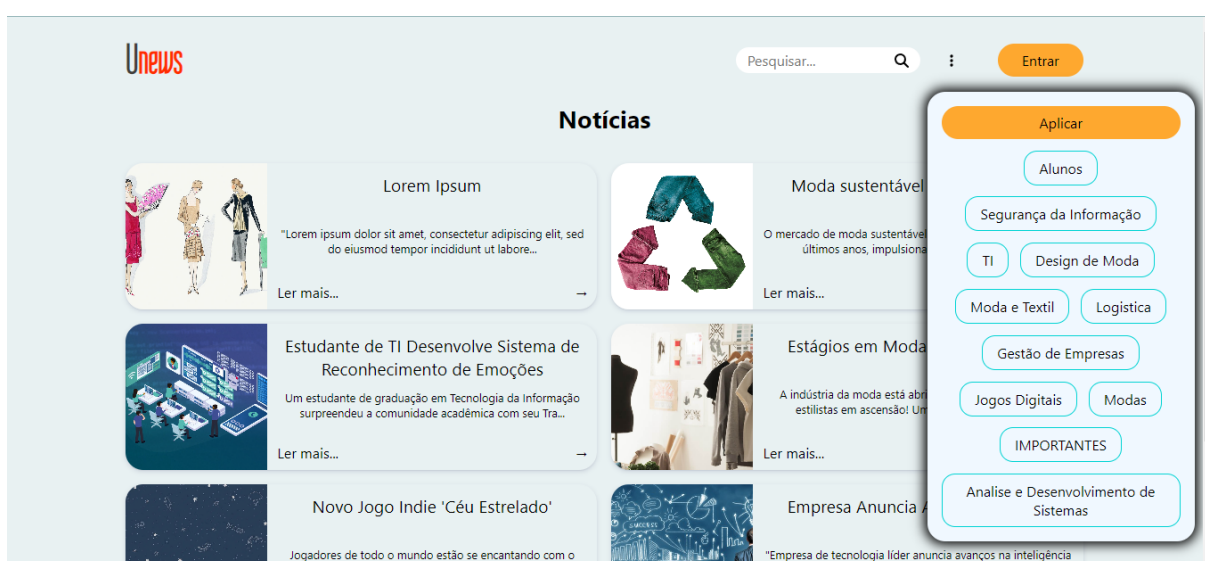 Unews
Pesquisar...
Entrar
Notícias
Lorem Ipsum
"Lorem ipsum dolor sit amet, consectetur adipiscing elit, sed
do eiusmod tempor incididunt ut labore...
Ler mais... →
Moda sustentável
O mercado de moda sustentável
últimos anos, impulsiona
Ler mais...
Estudante de TI Desenvolve Sistema de
Reconhecimento de Emoções
Um estudante de graduação em Tecnologia da Informação
surpreendeu a comunidade acadêmica com seu Tra...
Ler mais... →
Estágios em Moda
A indústria da moda está abri
estilistas em ascensão! Um
Ler mais...
Novo Jogo Indie 'Céu Estrelado'
Jogadores de todo o mundo estão se encantando com o
SUCCESS
Empresa Anuncia A
"Empresa de tecnologia líder anuncia avanços na inteligência
Aplicar
Alunos
Segurança da Informação
TI
Design de Moda
Moda e Textil
Logistica
Gestão de Empresas
Jogos Digitais
Modas
IMPORTANTES
Analise e Desenvolvimento de
Sistemas